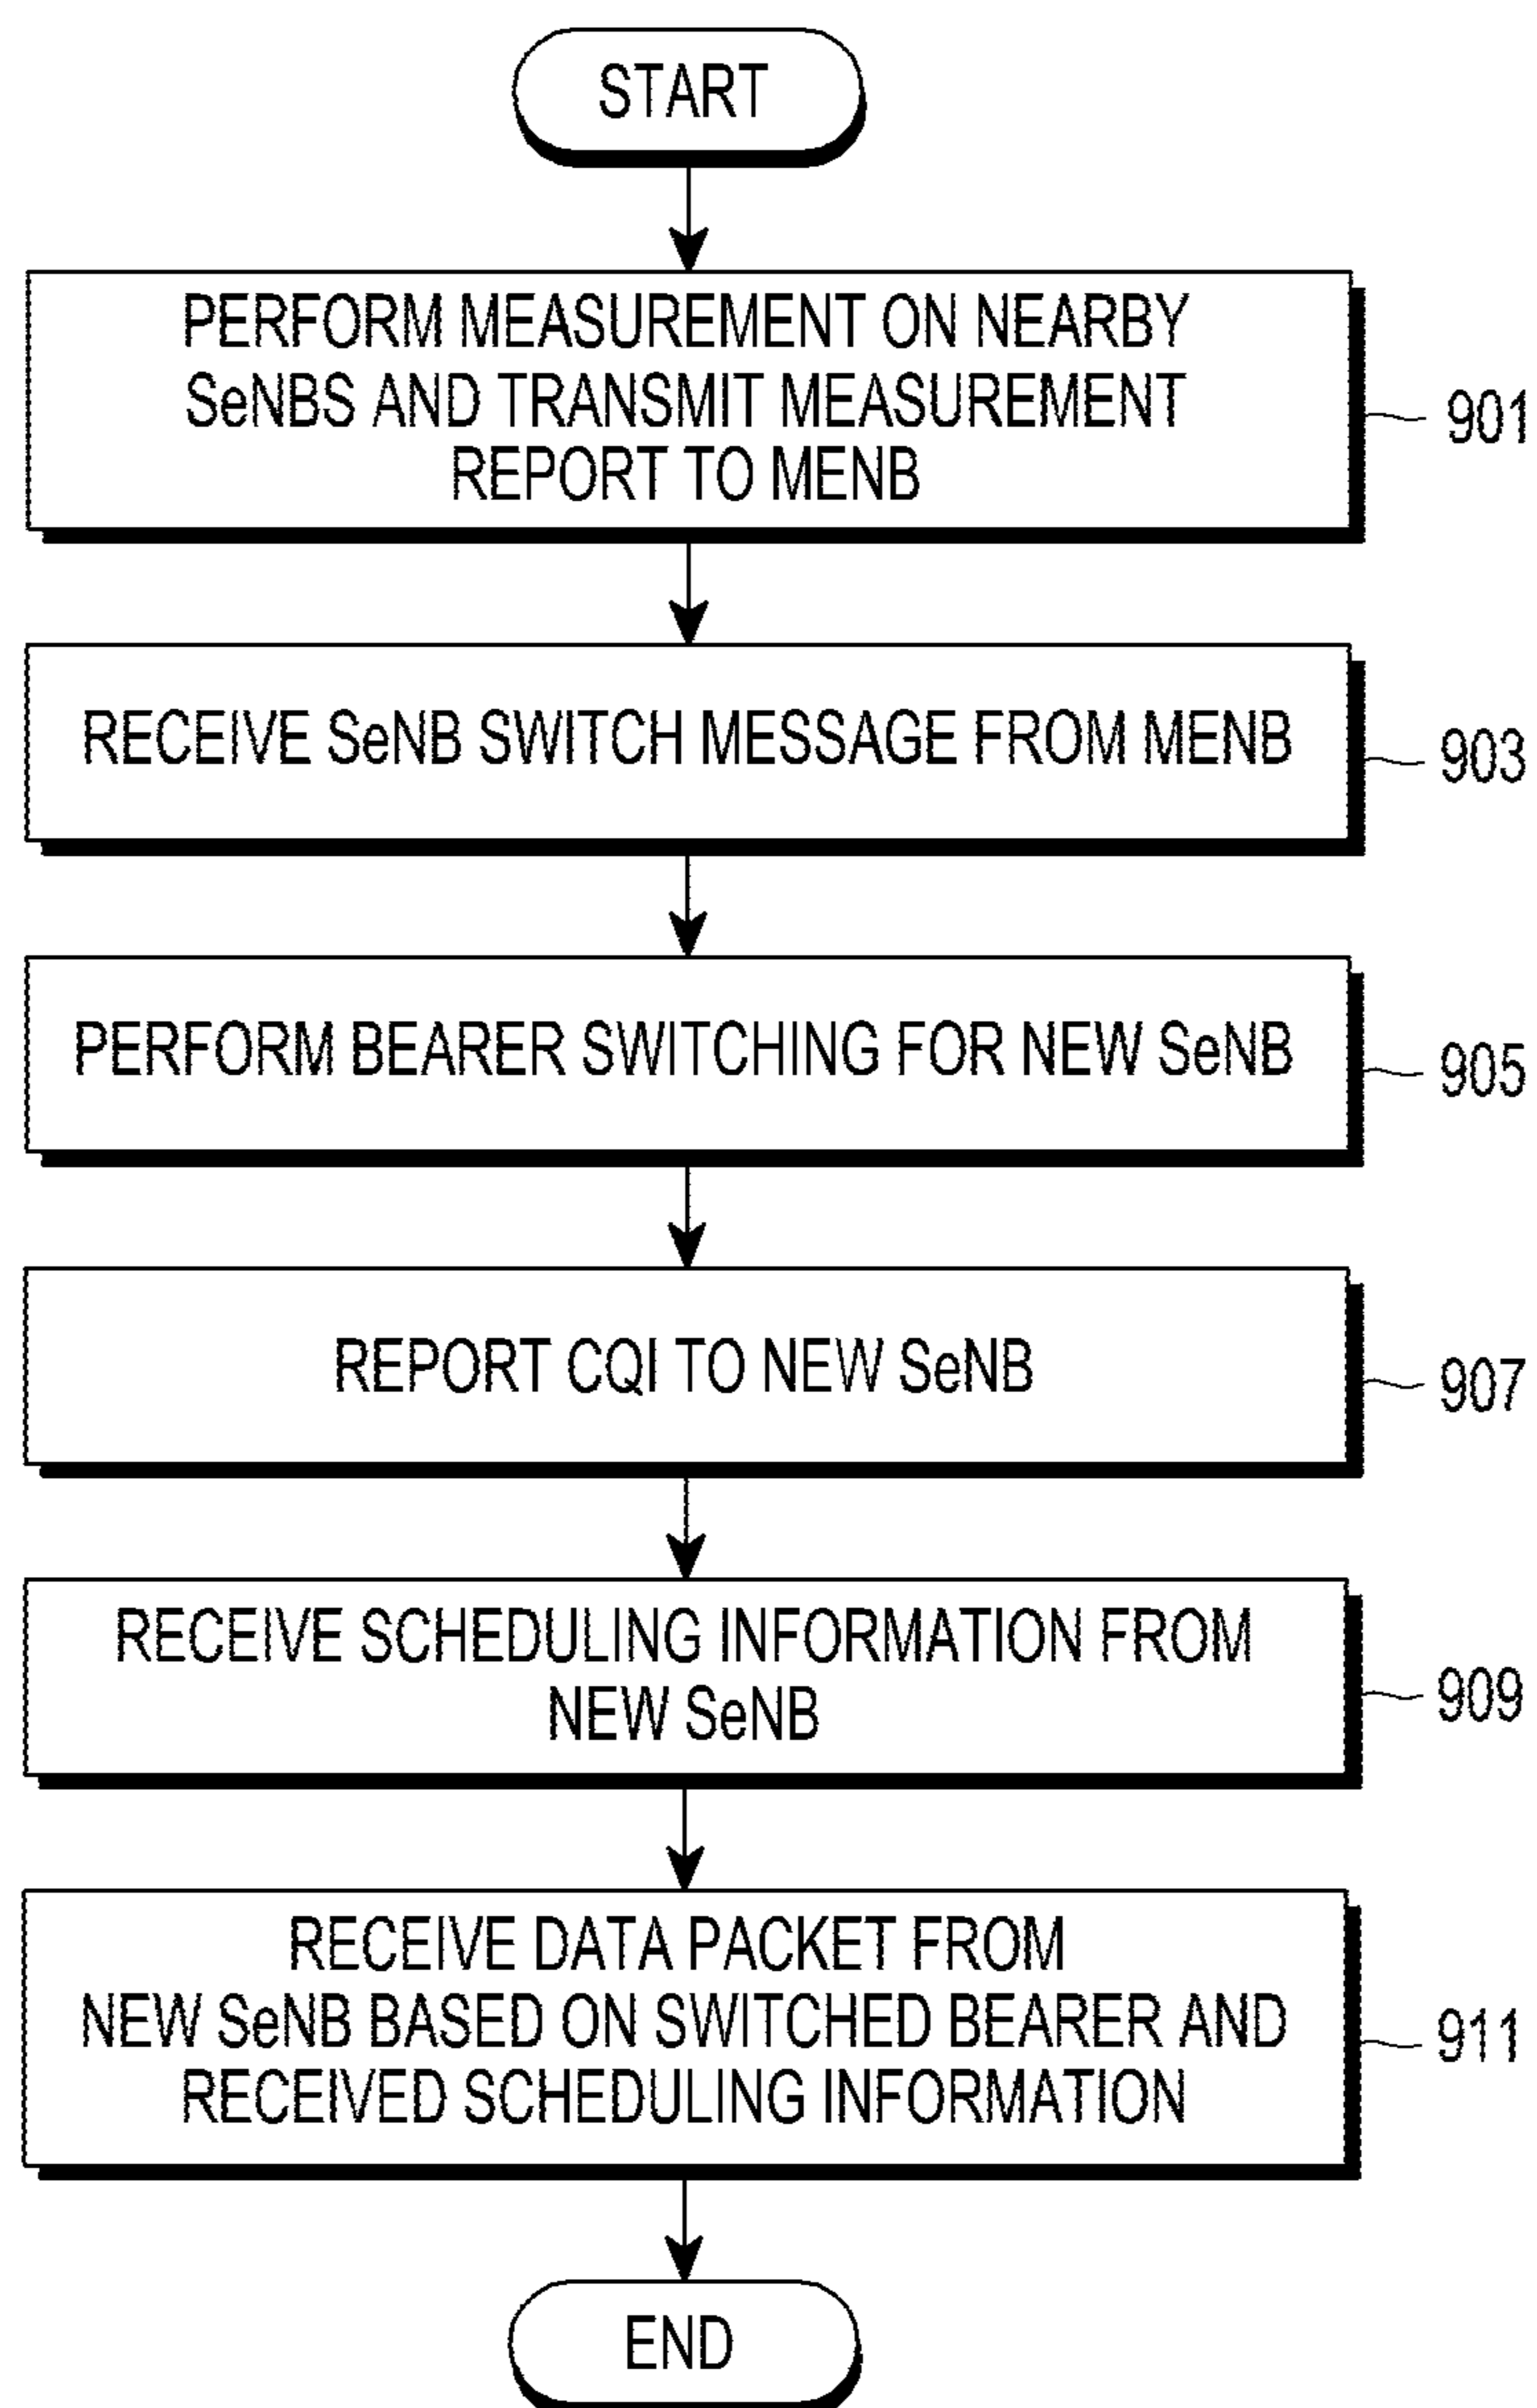 START
PERFORM MEASUREMENT ON NEARBY
SeNBS AND TRANSMIT MEASUREMENT
REPORT TO MENB
901
RECEIVE SeNB SWITCH MESSAGE FROM MENB
903
PERFORM BEARER SWITCHING FOR NEW SeNB
905
REPORT CQI TO NEW SeNB
907
RECEIVE SCHEDULING INFORMATION FROM
NEW SeNB
909
RECEIVE DATA PACKET FROM
NEW SeNB BASED ON SWITCHED BEARER AND
RECEIVED SCHEDULING INFORMATION
911
END